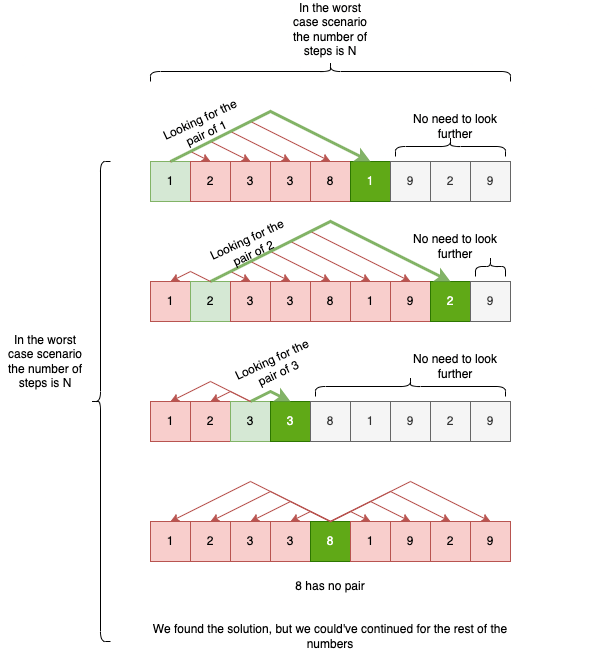 In the worst
case scenario
the number of
steps is N
Looking for the
pair of 1
No need to look
further
1 2 3 3 8 1 9 2 9
Looking for the
pair of 2
No need to look
further
1 2 3 3 8 1 9 2 9
In the worst
case scenario
the number of
steps is N
Looking for the
pair of 3
No need to look
further
1 2 3 3 8 1 9 2 9
1 2 3 3 8 1 9 2 9
8 has no pair
We found the solution, but we could've continued for the rest of the
numbers